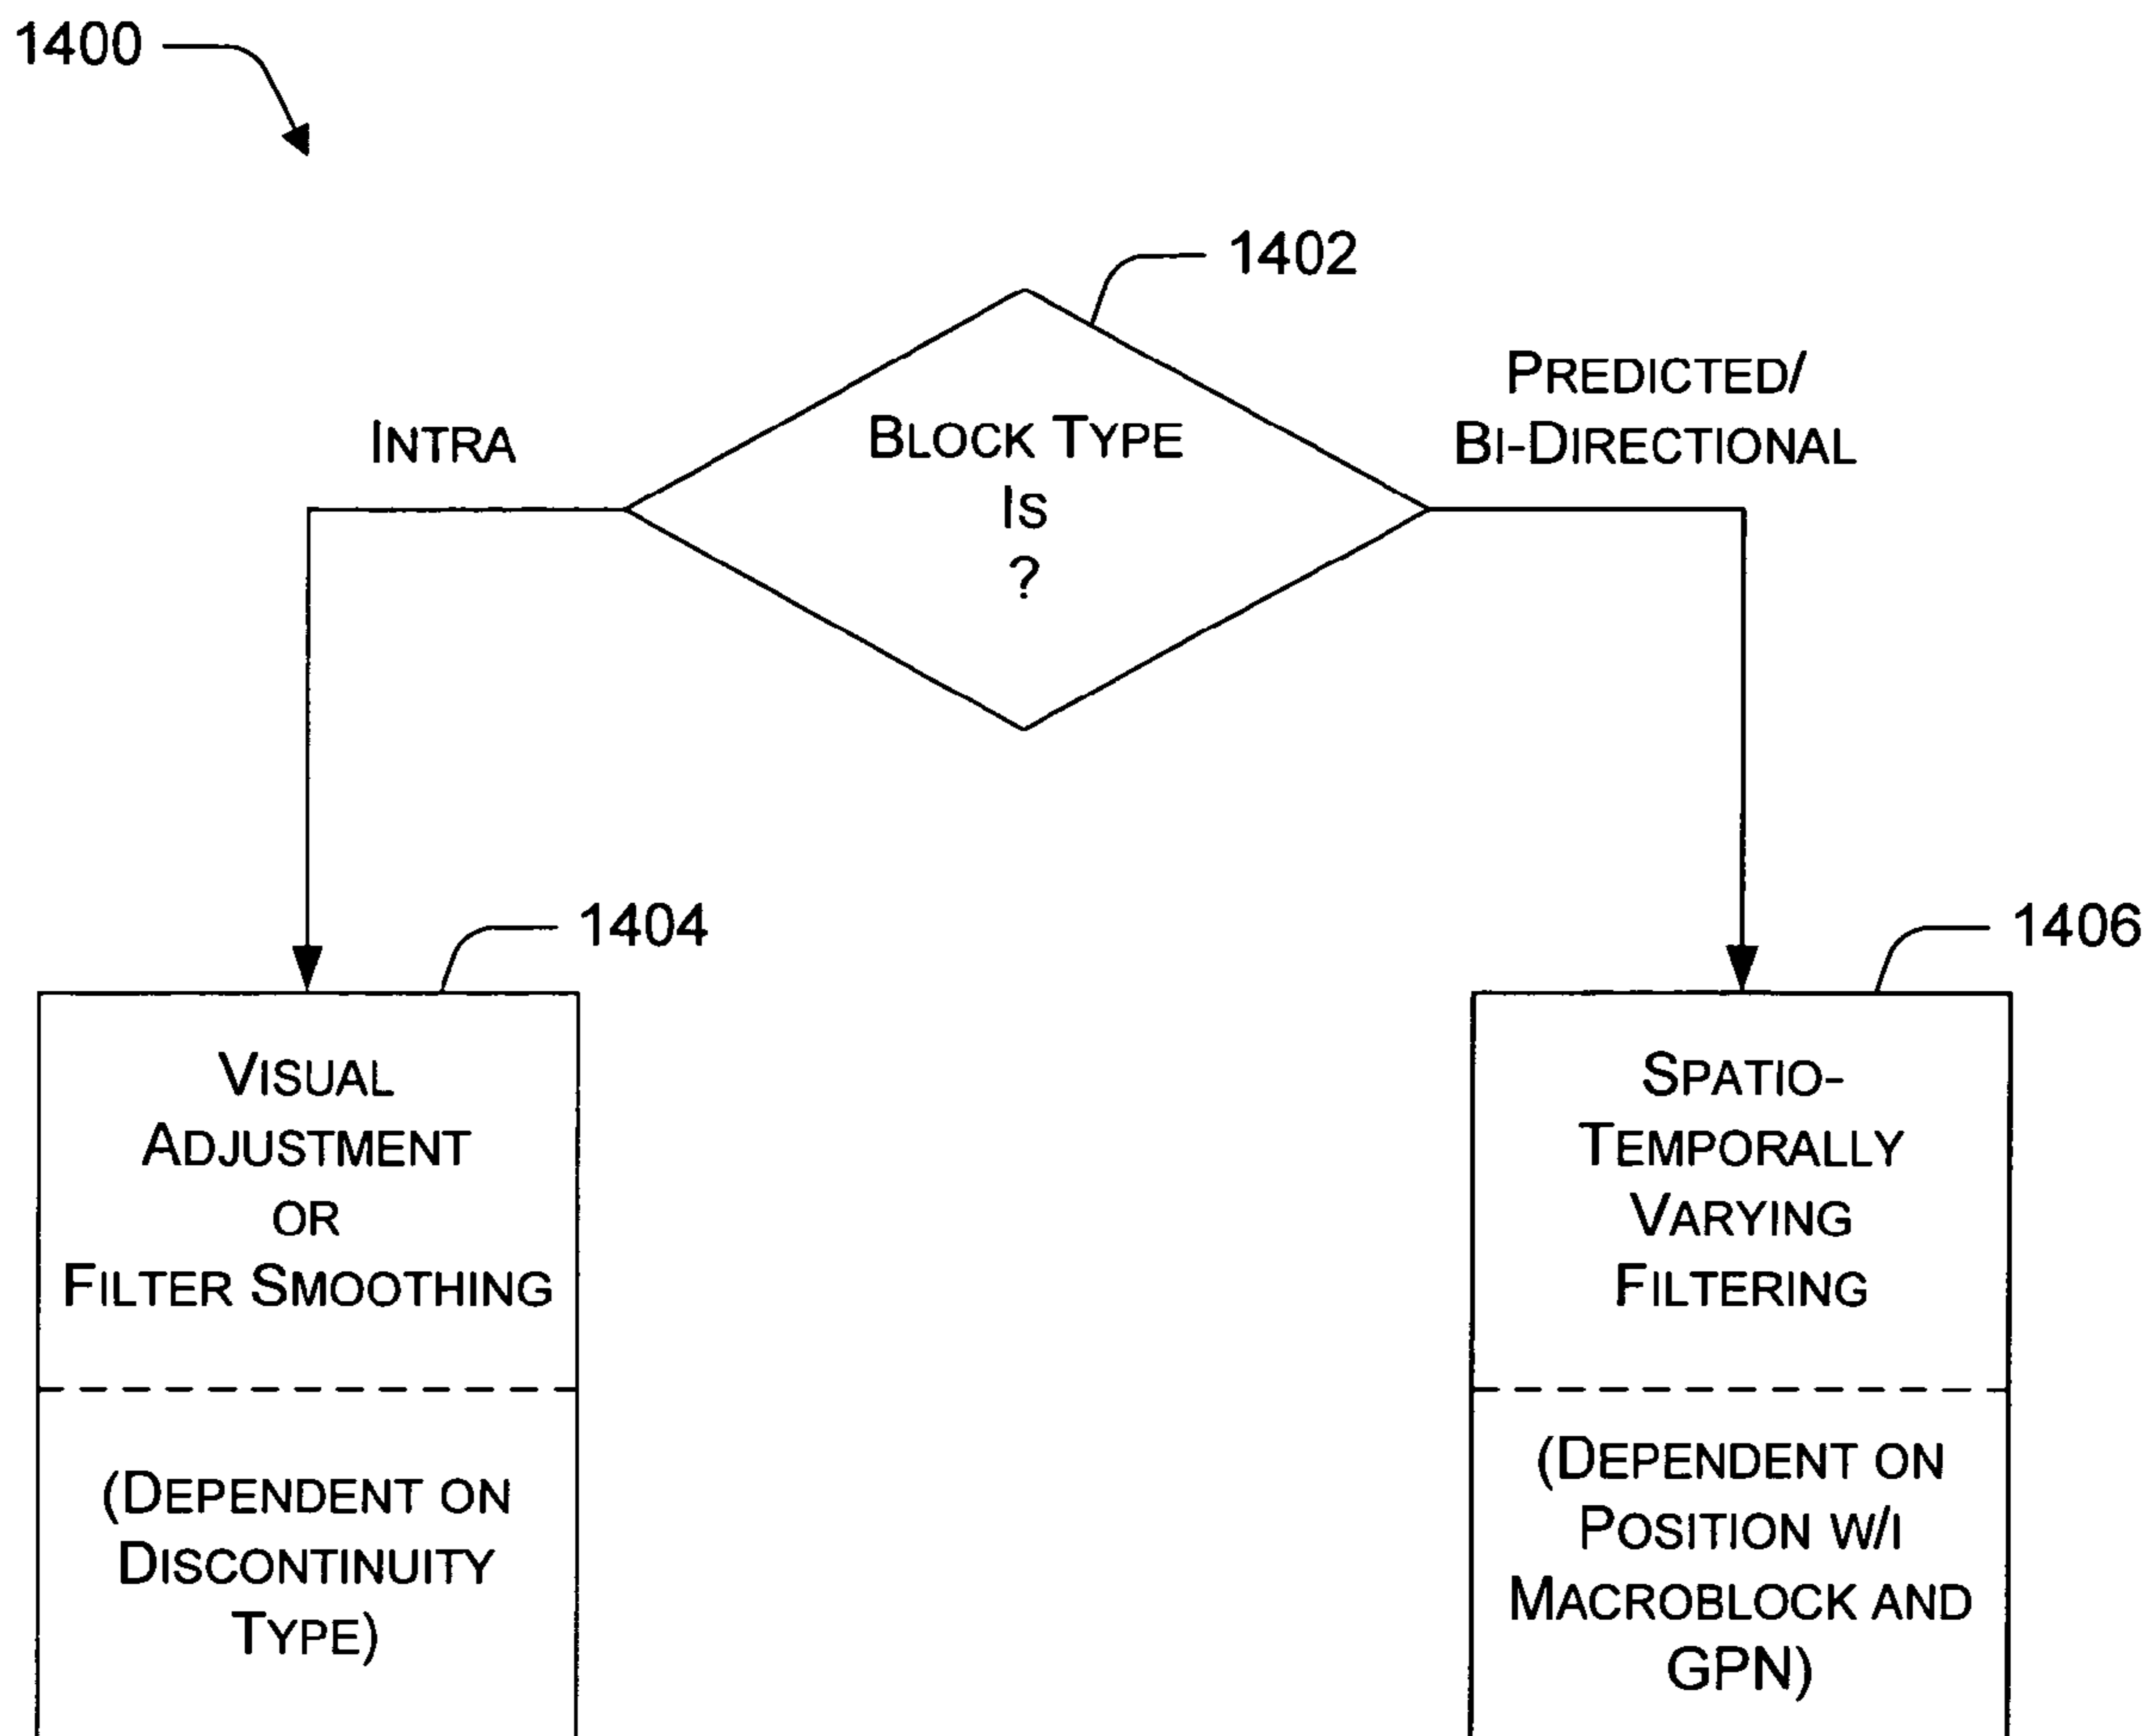 1400
1402
PREDICTED/
BI-DIRECTIONAL
INTRA
BLOCK TYPE
IS
?
1404
1406
VISUAL
ADJUSTMENT
OR
FILTER SMOOTHING
(DEPENDENT ON
DISCONTINUITY
TYPE)
SPATIO-
TEMPORALLY
VARYING
FILTERING
(DEPENDENT ON
POSITION W/I
MACROBLOCK AND
GPN)